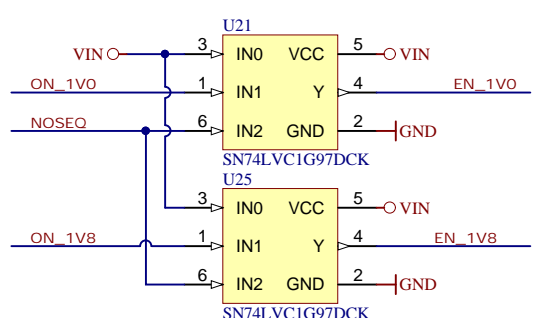 U21
VIN 3 IN0 VCC 5 VIN
ON_1V0 1 IN1 Y 4 EN_1V0
NOSEQ 6 IN2 GND 2 GND
SN74LVC1G97DCK
U25
3 IN0 VCC 5 VIN
ON_1V8 1 IN1 Y 4 EN_1V8
6 IN2 GND 2 GND
SN74LVC1G97DCK